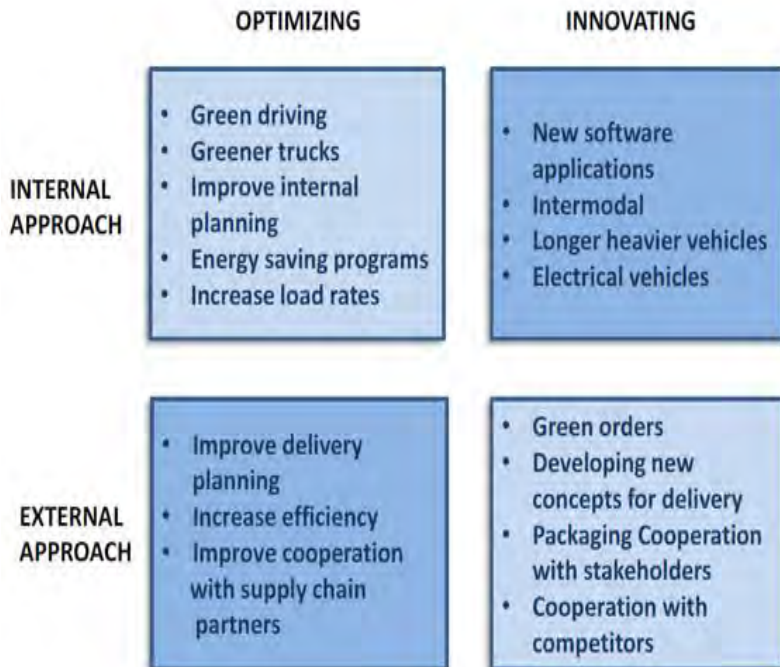 OPTIMIZING
INNOVATING
INTERNAL
APPROACH
• Green driving
• Greener trucks
• Improve internal
planning
• Energy saving programs
• Increase load rates
• New software
applications
• Intermodal
• Longer heavier vehicles
• Electrical vehicles
EXTERNAL
APPROACH
• Improve delivery
planning
• Increase efficiency
• Improve cooperation
with supply chain
partners
• Green orders
• Developing new
concepts for delivery
• Packaging Cooperation
with stakeholders
• Cooperation with
competitors